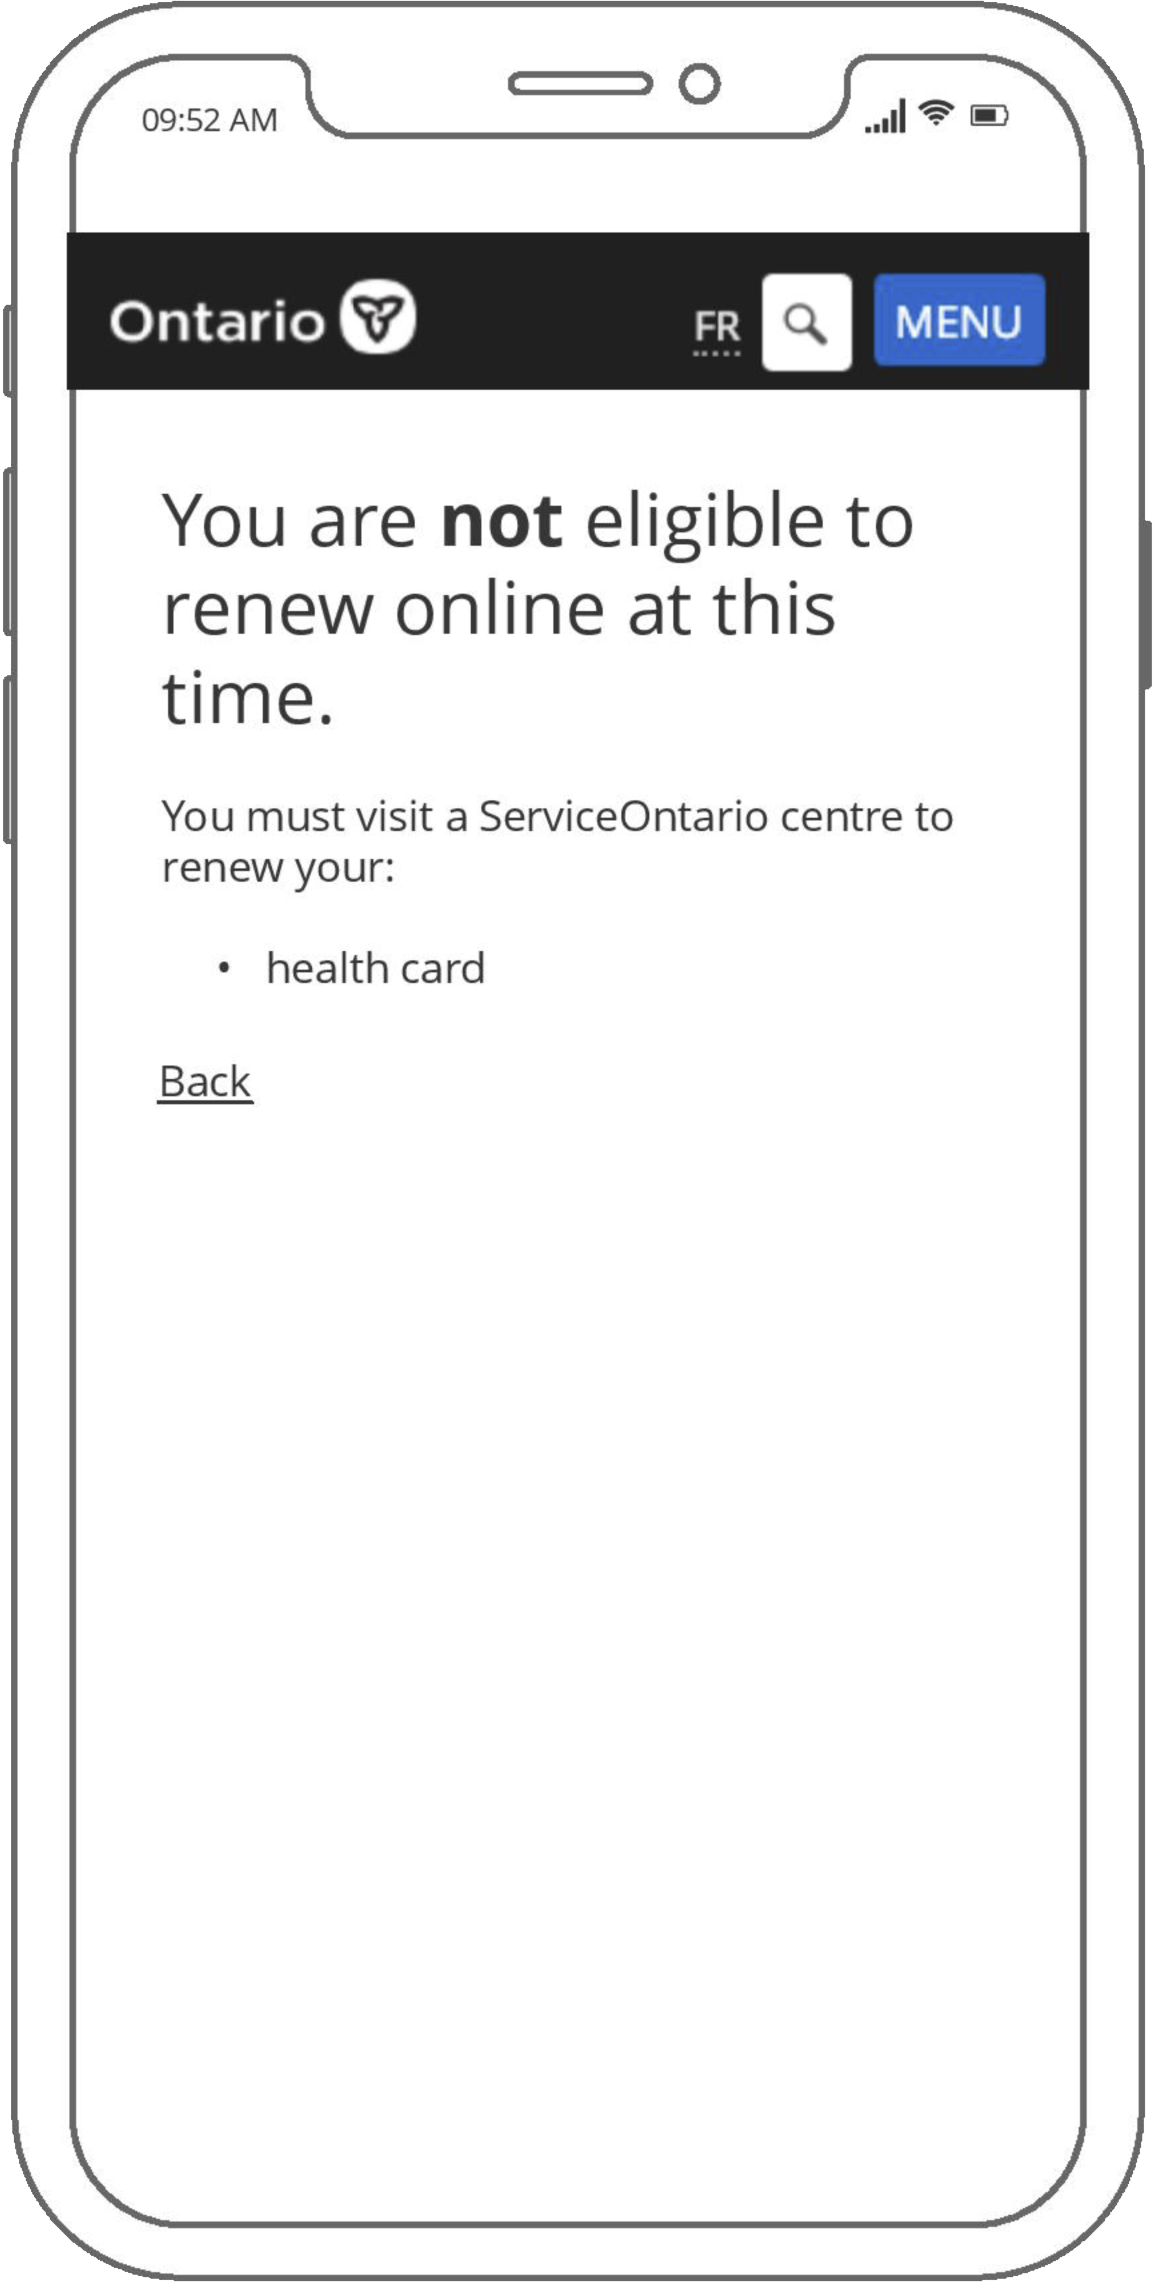 09:52 AM
Ontario
FR
MENU
You are not eligible to
renew online at this
time.
You must visit a ServiceOntario centre to
renew your:
• health card
Back